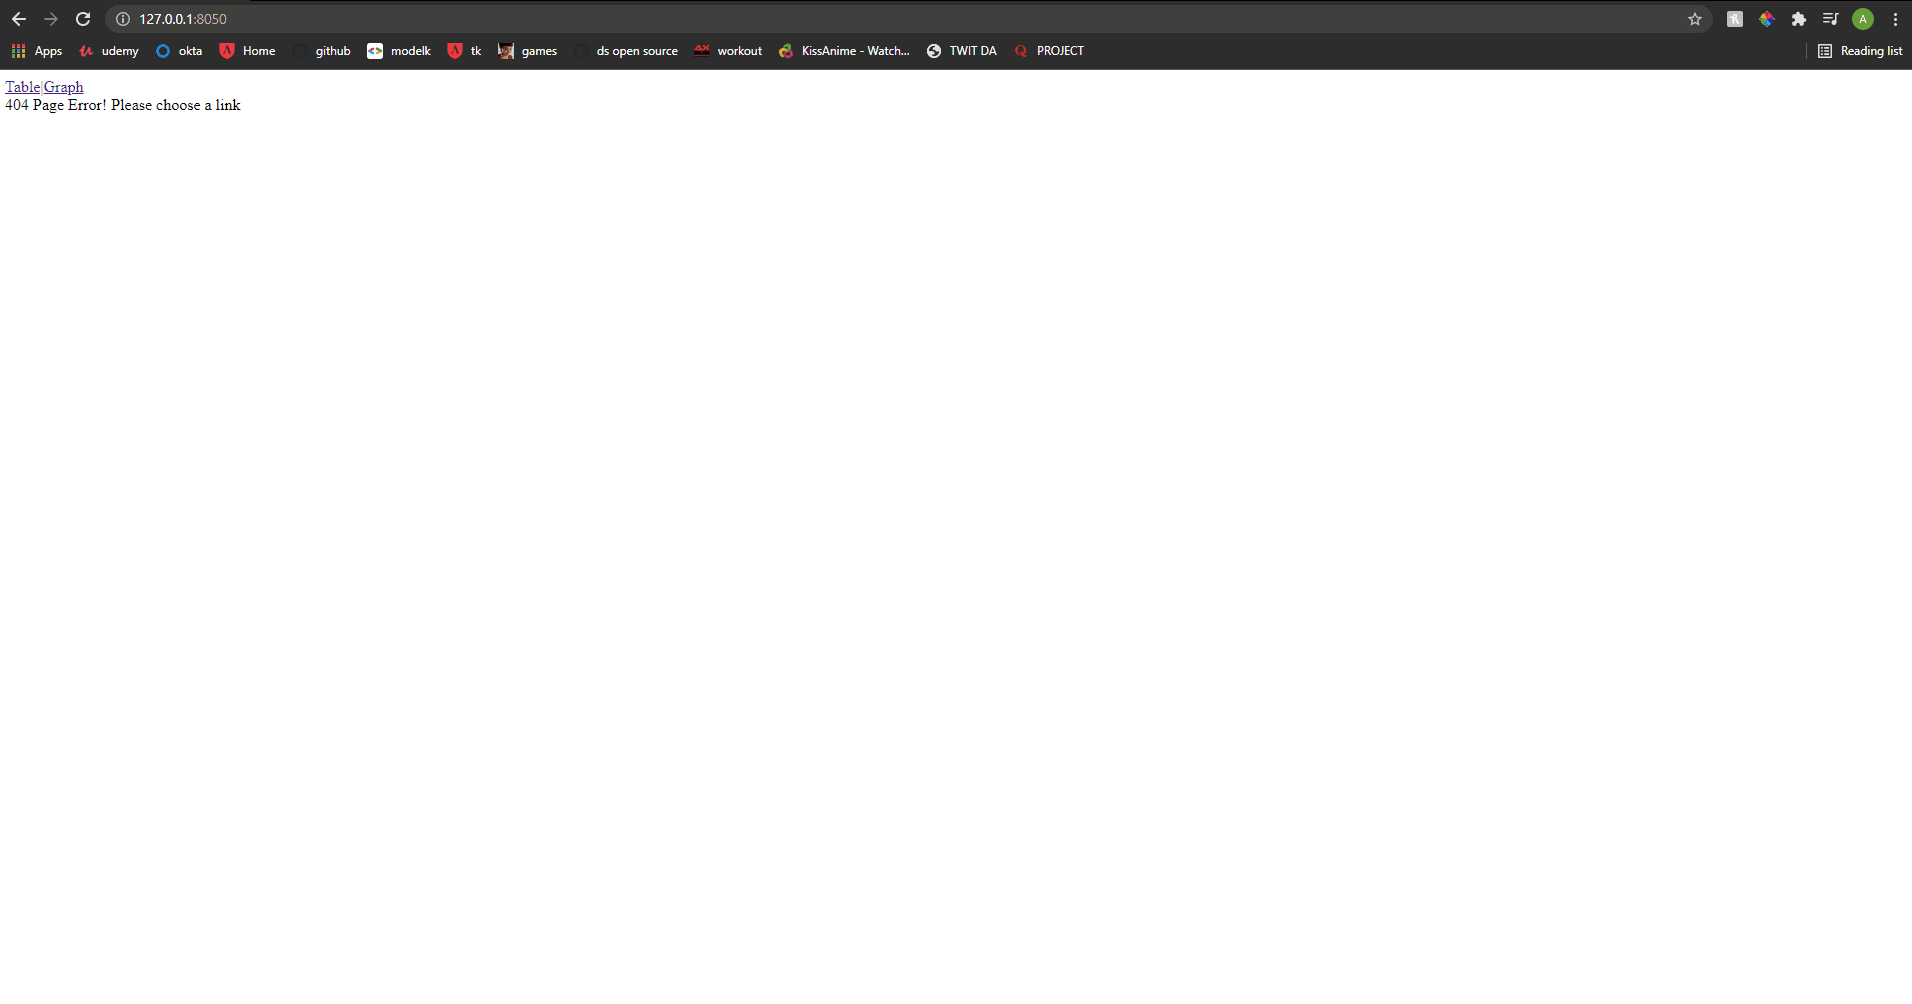 127.0.0.1:8050
A
Apps udemy okta Home github modelk tk games ds open source workout KissAnime - Watch... TWIT DA PROJECT Reading list
Table|Graph
404 Page Error! Please choose a link